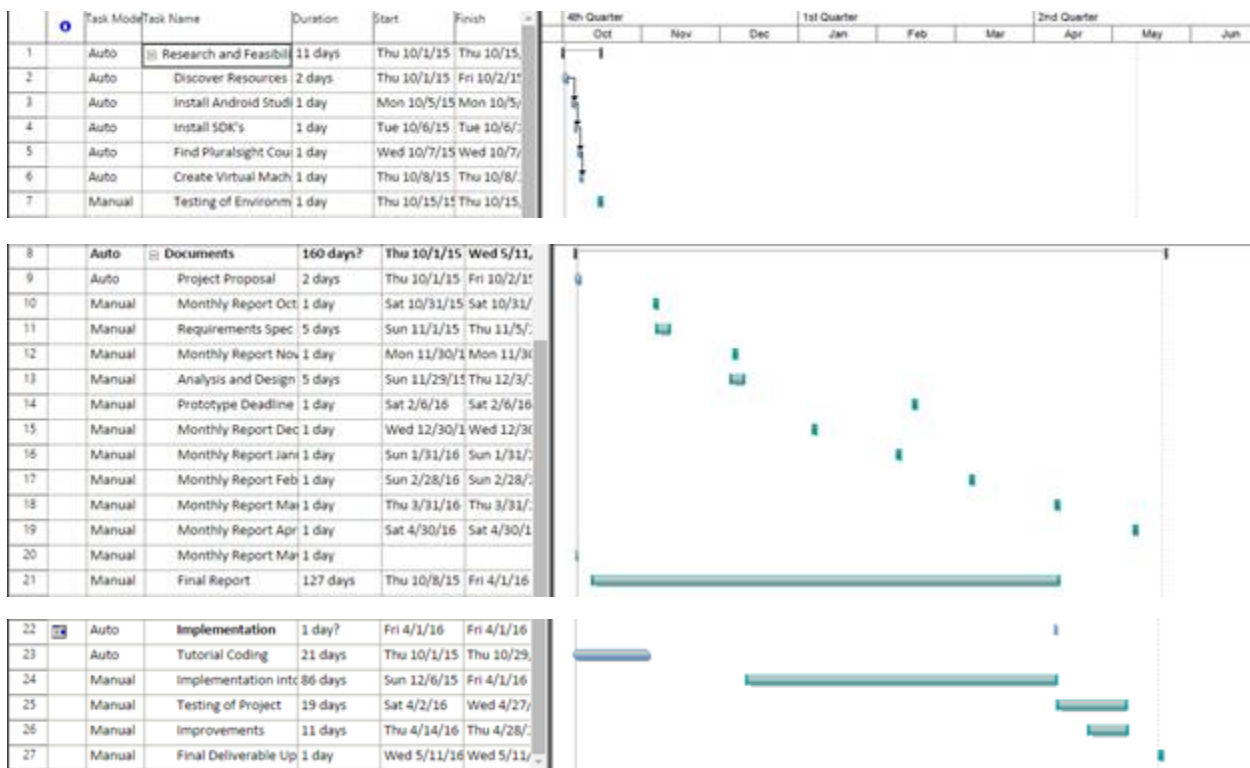 Task Mode Task Name Duration Start Finish 4th Quarter 1st Quarter 2nd Quarter
Oct Nov Dec Jan Feb Mar Apr May Jun
1 Auto Research and Feasibili 11 days Thu 10/1/15 Thu 10/15,
2 Auto Discover Resources 2 days Thu 10/1/15 Fri 10/2/15
3 Auto Install Android Studi 1 day Mon 10/5/15 Mon 10/5/
4 Auto Install SDK's 1 day Tue 10/6/15 Tue 10/6/
5 Auto Find Pluralsight Cou 1 day Wed 10/7/15 Wed 10/7/
6 Auto Create Virtual Mach 1 day Thu 10/8/15 Thu 10/8/
7 Manual Testing of Environm 1 day Thu 10/15/15 Thu 10/15,
8 Auto Documents 160 days? Thu 10/1/15 Wed 5/11,
9 Auto Project Proposal 2 days Thu 10/1/15 Fri 10/2/15
10 Manual Monthly Report Oct 1 day Sat 10/31/15 Sat 10/31/
11 Manual Requirements Spec 5 days Sun 11/1/15 Thu 11/5/
12 Manual Monthly Report Nov 1 day Mon 11/30/1 Mon 11/30
13 Manual Analysis and Design 5 days Sun 11/29/15 Thu 12/3/
14 Manual Prototype Deadline 1 day Sat 2/6/16 Sat 2/6/16
15 Manual Monthly Report Dec 1 day Wed 12/30/1 Wed 12/30
16 Manual Monthly Report Jan 1 day Sun 1/31/16 Sun 1/31/
17 Manual Monthly Report Feb 1 day Sun 2/28/16 Sun 2/28/
18 Manual Monthly Report Mar 1 day Thu 3/31/16 Thu 3/31/
19 Manual Monthly Report Apr 1 day Sat 4/30/16 Sat 4/30/1
20 Manual Monthly Report May 1 day
21 Manual Final Report 127 days Thu 10/8/15 Fri 4/1/16
22 Auto Implementation 1 day? Fri 4/1/16 Fri 4/1/16
23 Auto Tutorial Coding 21 days Thu 10/1/15 Thu 10/29,
24 Manual Implementation into 86 days Sun 12/6/15 Fri 4/1/16
25 Manual Testing of Project 19 days Sat 4/2/16 Wed 4/27/
26 Manual Improvements 11 days Thu 4/14/16 Thu 4/28/
27 Manual Final Deliverable Up 1 day Wed 5/11/16 Wed 5/11/